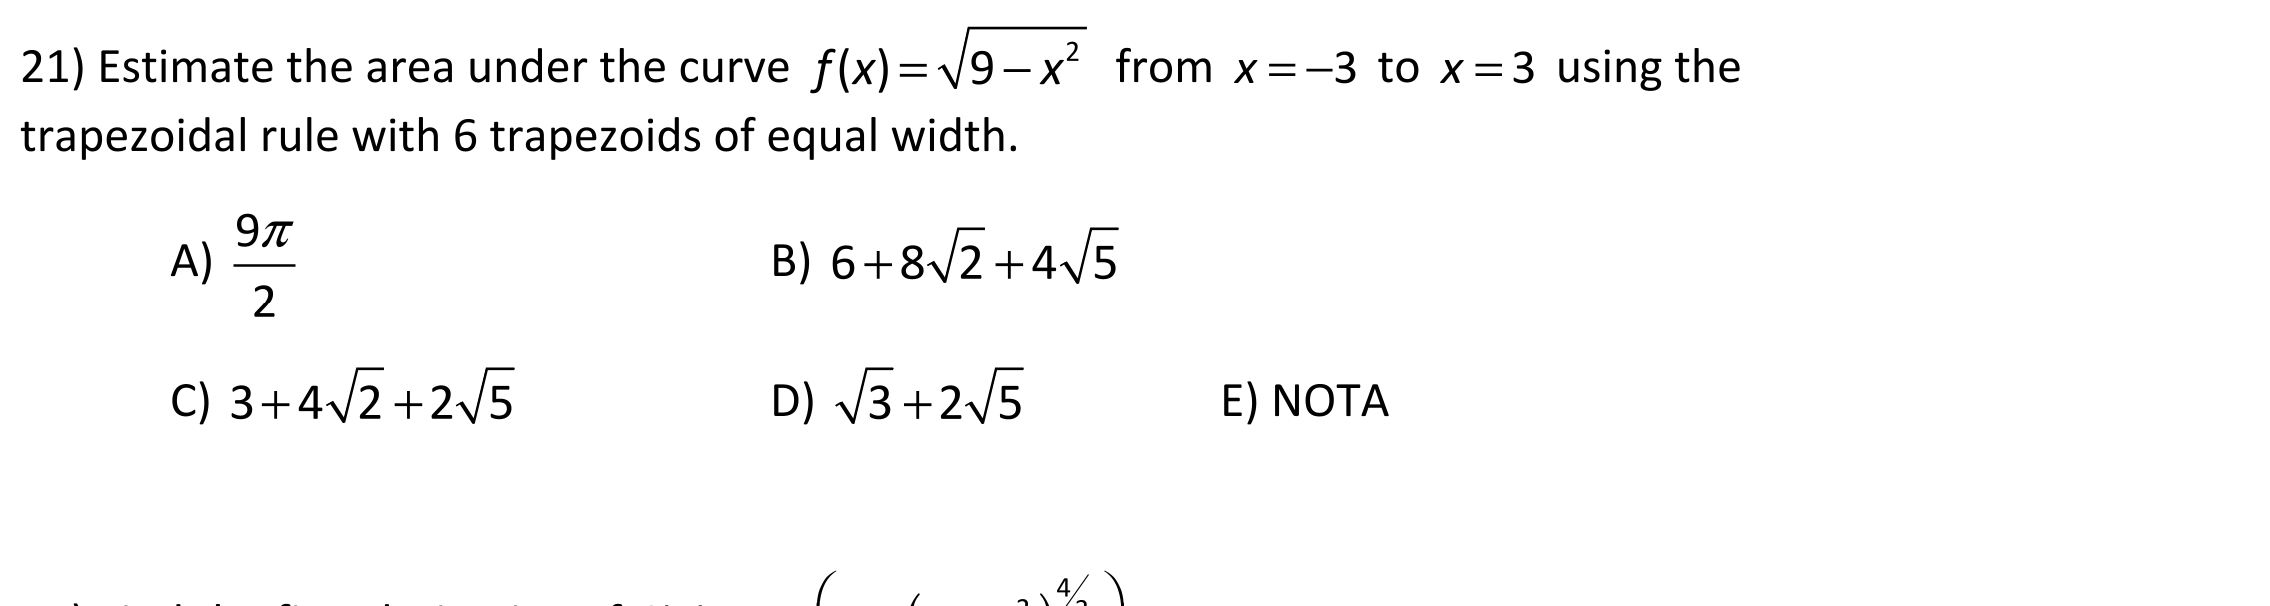 21) Estimate the area under the curve f(x)=√(9−x²) from x=−3 to x=3 using the
trapezoidal rule with 6 trapezoids of equal width.
A) 9π/2 B) 6+8√2+4√5
C) 3+4√2+2√5 D) √3+2√5 E) NOTA